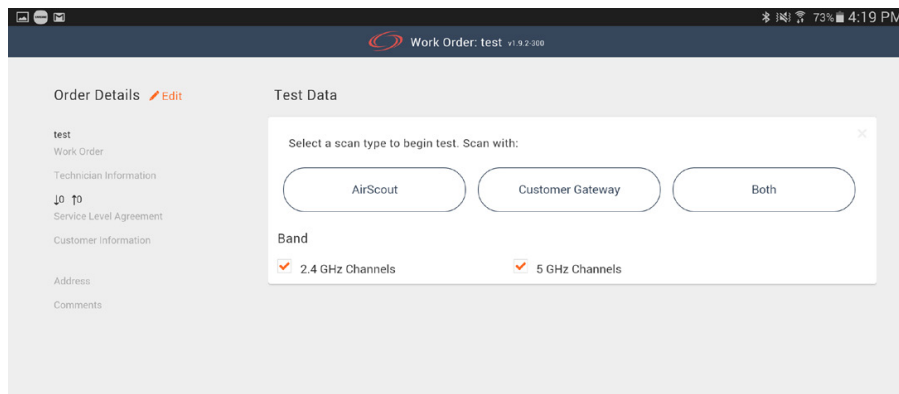 73% 4:19 PM
Work Order: test v1.9.2-300
Order Details Edit
test
Work Order
Technician Information
↓0 ↑0
Service Level Agreement
Customer Information
Address
Comments
Test Data
Select a scan type to begin test. Scan with:
AirScout Customer Gateway Both
Band
2.4 GHz Channels 5 GHz Channels